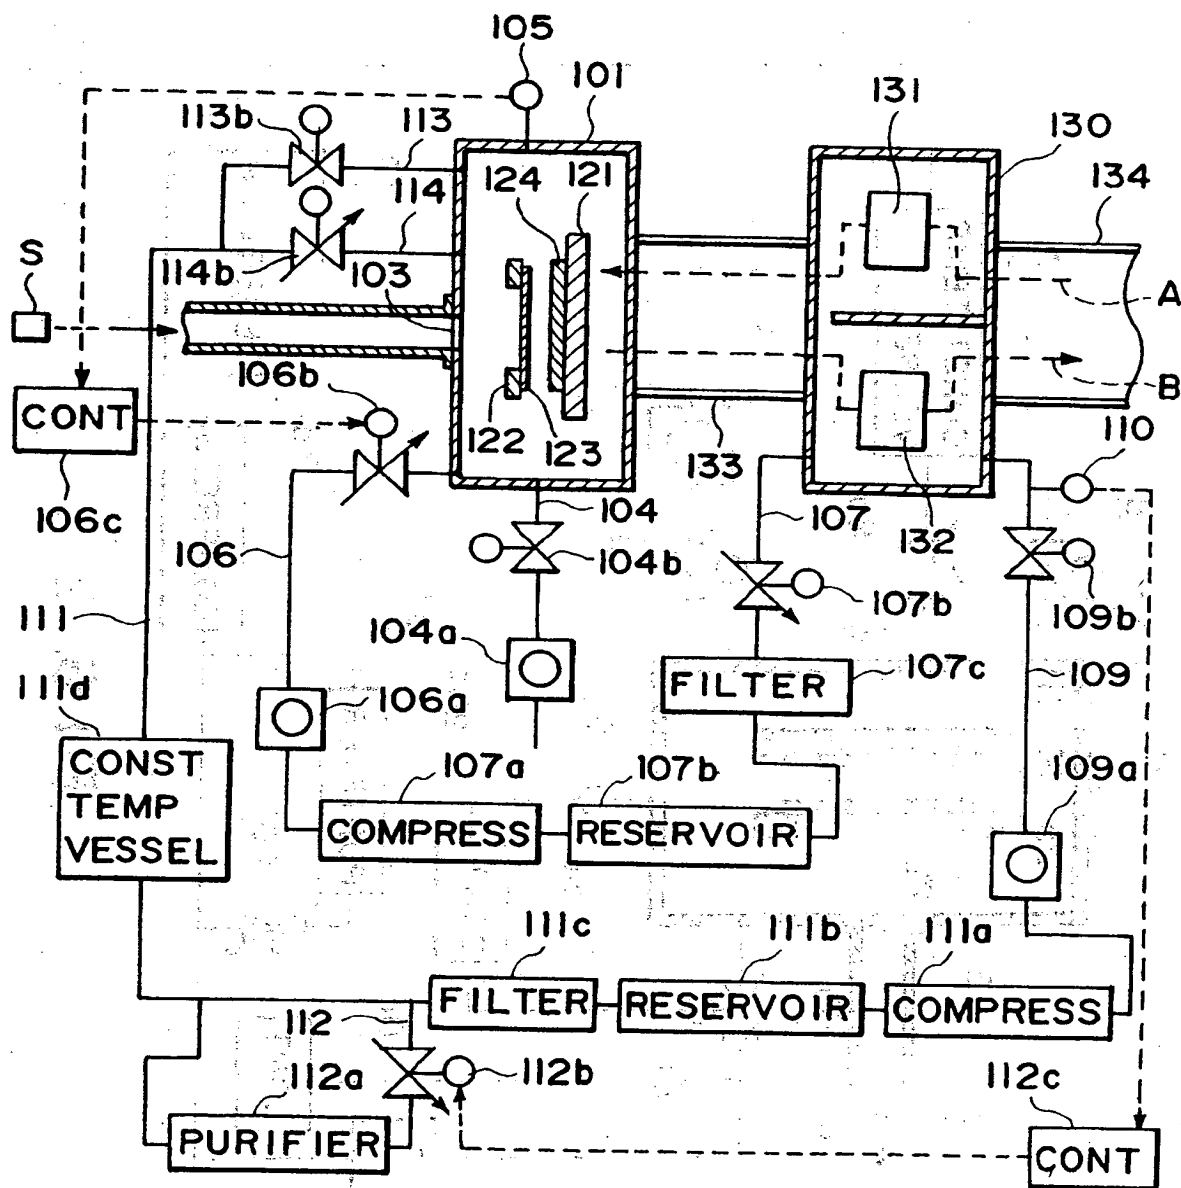 105
101
131
113b
113
130
124
121
134
114
114b
103
S
A
106b
B
CONT
122
123
110
133
106c
104
107
132
106
104b
107b
109b
111
104a
107c
109
111d
FILTER
106a
CONST
TEMP
VESSEL
107a
107b
109a
COMPRESS
RESERVOIR
111c
111b
111a
FILTER
RESERVOIR
COMPRESS
112
112a
112b
112c
PURIFIER
CONT